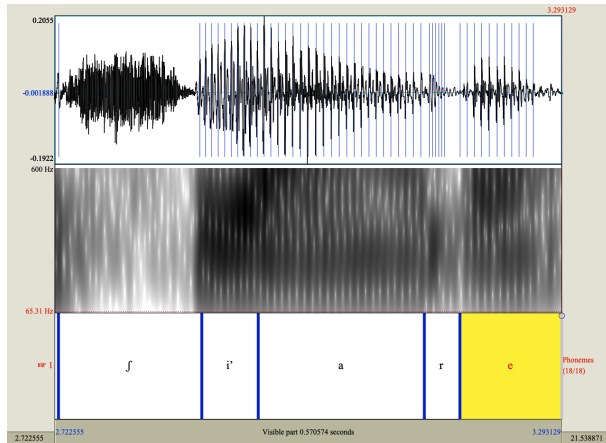 3.293129
0.2055
-0.001888
-0.1922
600 Hz
65.31 Hz
☞ 1 ʃ i’ a r e Phonemes
(18/18)
2.722555 Visible part 0.570574 seconds 3.293129
2.722555 21.538871